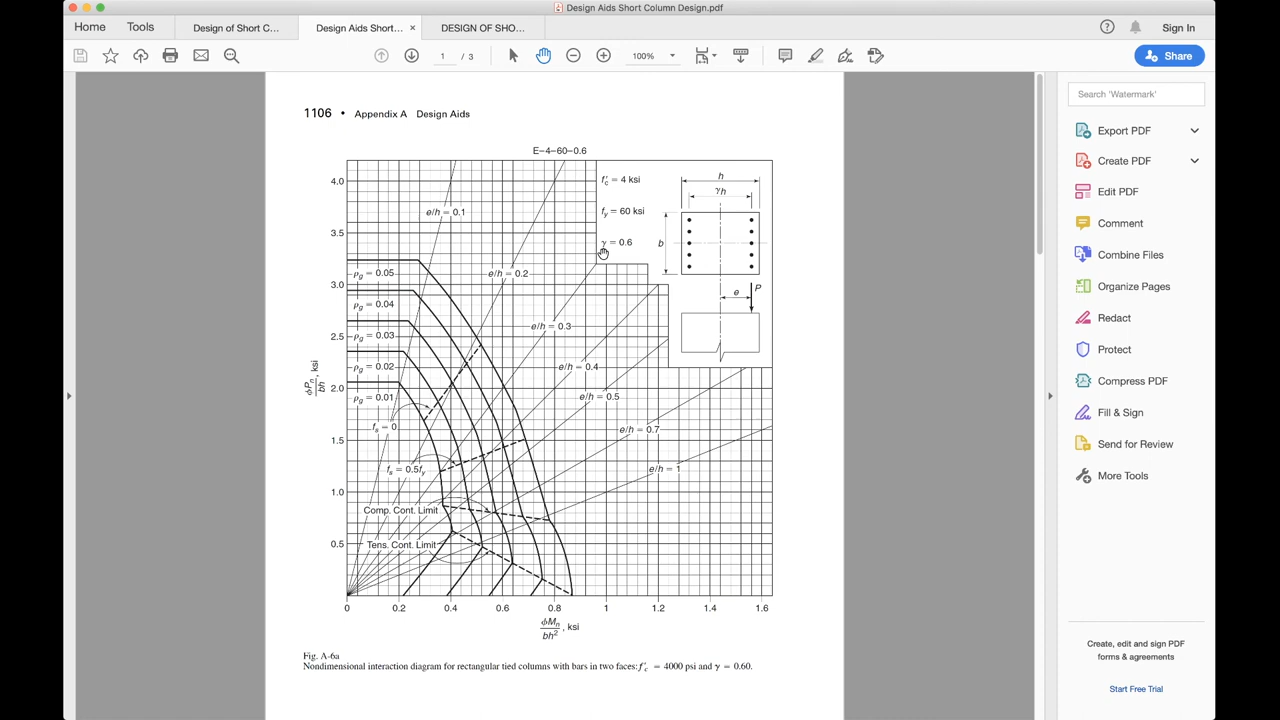 Design Aids Short Column Design.pdf
Home
Tools
Design of Short C...
Design Aids Short... ×
DESIGN OF SHO...
Sign In
1 / 3
100%
Share
1106 • Appendix A Design Aids
E–4–60–0.6
f′c = 4 ksi
fy = 60 ksi
γ = 0.6
h
γh
b
e
P
4.0
3.5
3.0
2.5
2.0
1.5
1.0
0.5
ϕPn/bh, ksi
e/h = 0.1
e/h = 0.2
e/h = 0.3
e/h = 0.4
e/h = 0.5
e/h = 0.7
e/h = 1
ρg = 0.05
ρg = 0.04
ρg = 0.03
ρg = 0.02
ρg = 0.01
fs = 0
fs = 0.5fy
Comp. Cont. Limit
Tens. Cont. Limit
0 0.2 0.4 0.6 0.8 1 1.2 1.4 1.6
ϕMn/bh², ksi
Fig. A-6a
Nondimensional interaction diagram for rectangular tied columns with bars in two faces: f′c = 4000 psi and γ = 0.60.
Search 'Watermark'
Export PDF
Create PDF
Edit PDF
Comment
Combine Files
Organize Pages
Redact
Protect
Compress PDF
Fill & Sign
Send for Review
More Tools
Create, edit and sign PDF
forms & agreements
Start Free Trial